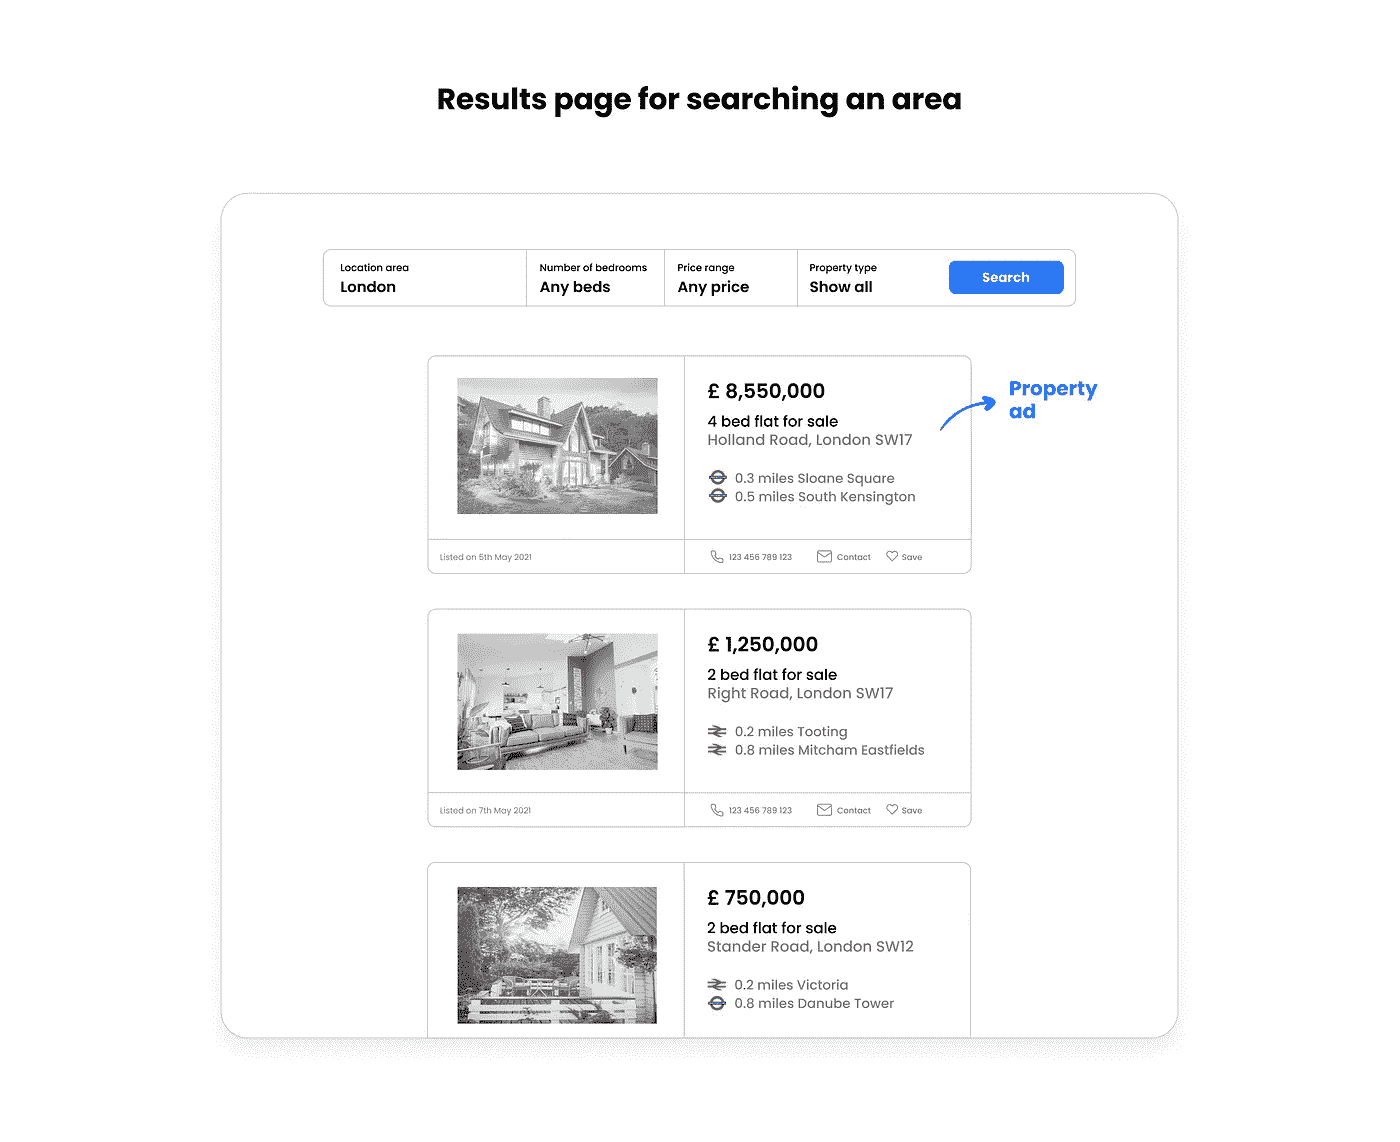 Results page for searching an area
Location area
London
Number of bedrooms
Any beds
Price range
Any price
Property type
Show all
Search
£ 8,550,000
4 bed flat for sale
Holland Road, London SW17
0.3 miles Sloane Square
0.5 miles South Kensington
Listed on 5th May 2021
123 456 789 123
Contact
Save
Property
ad
£ 1,250,000
2 bed flat for sale
Right Road, London SW17
0.2 miles Tooting
0.8 miles Mitcham Eastfields
Listed on 7th May 2021
123 456 789 123
Contact
Save
£ 750,000
2 bed flat for sale
Stander Road, London SW12
0.2 miles Victoria
0.8 miles Danube Tower